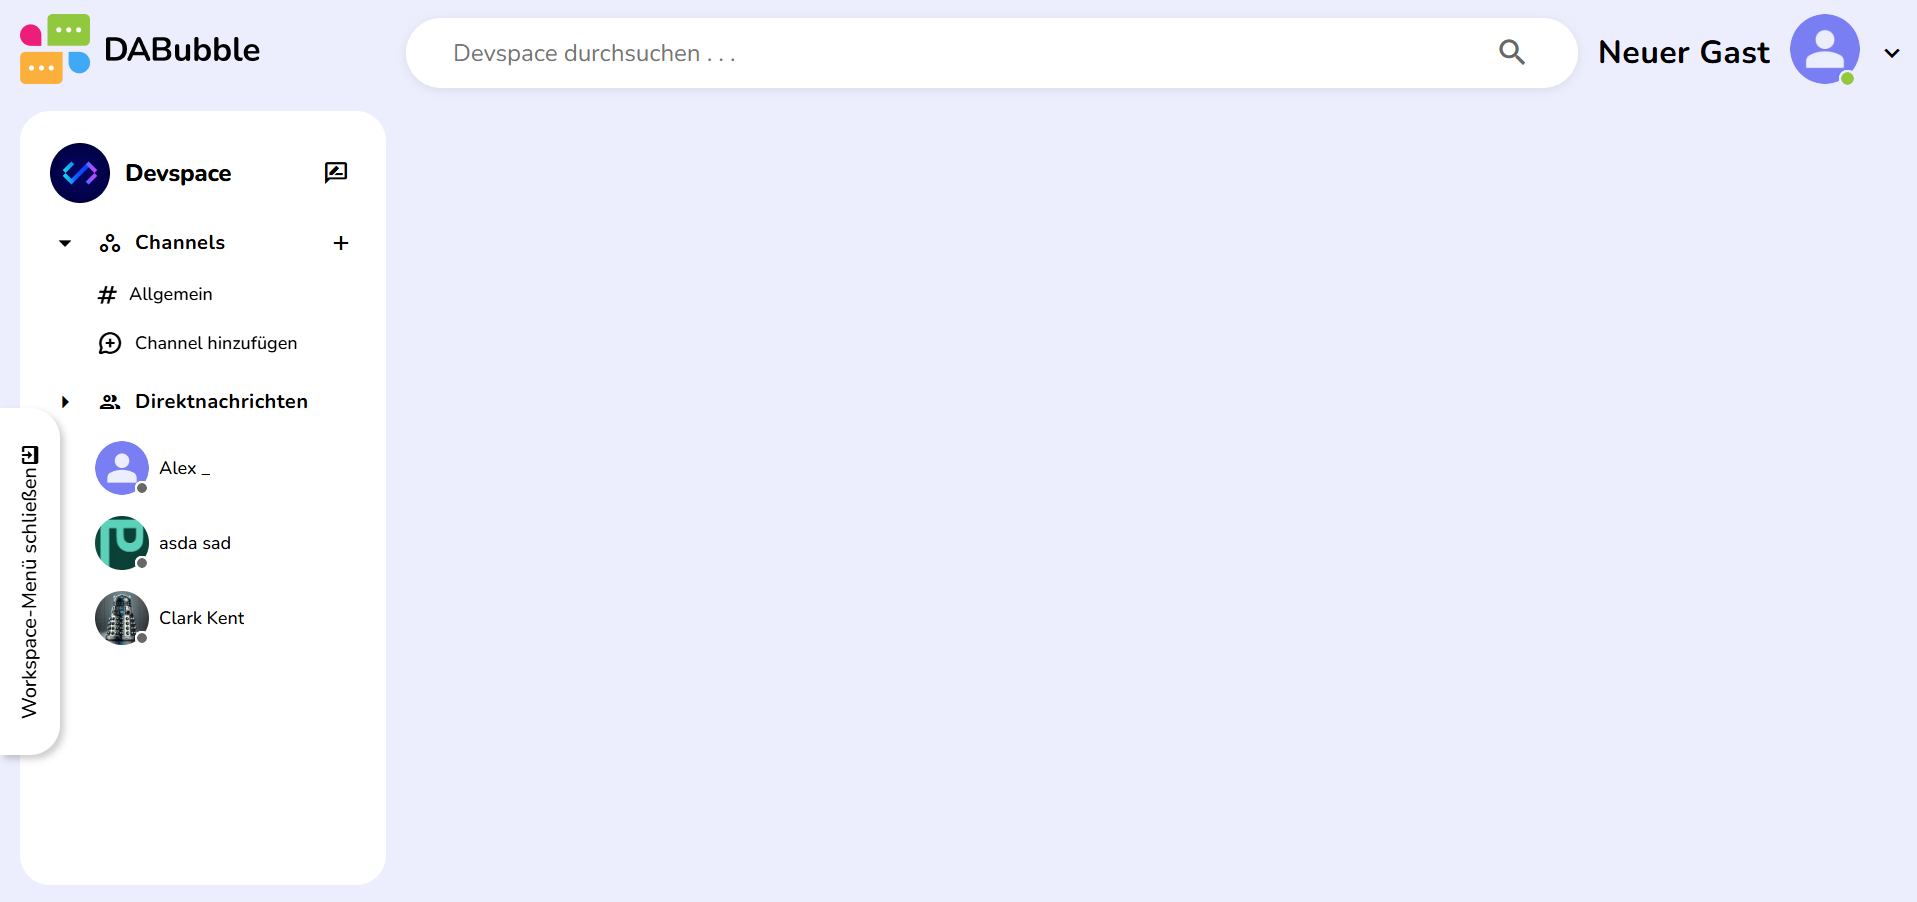 DABubble
Devspace durchsuchen . . .
Neuer Gast
Devspace
Channels
Allgemein
Channel hinzufügen
Direktnachrichten
Alex _
asda sad
Clark Kent
Workspace-Menü schließen